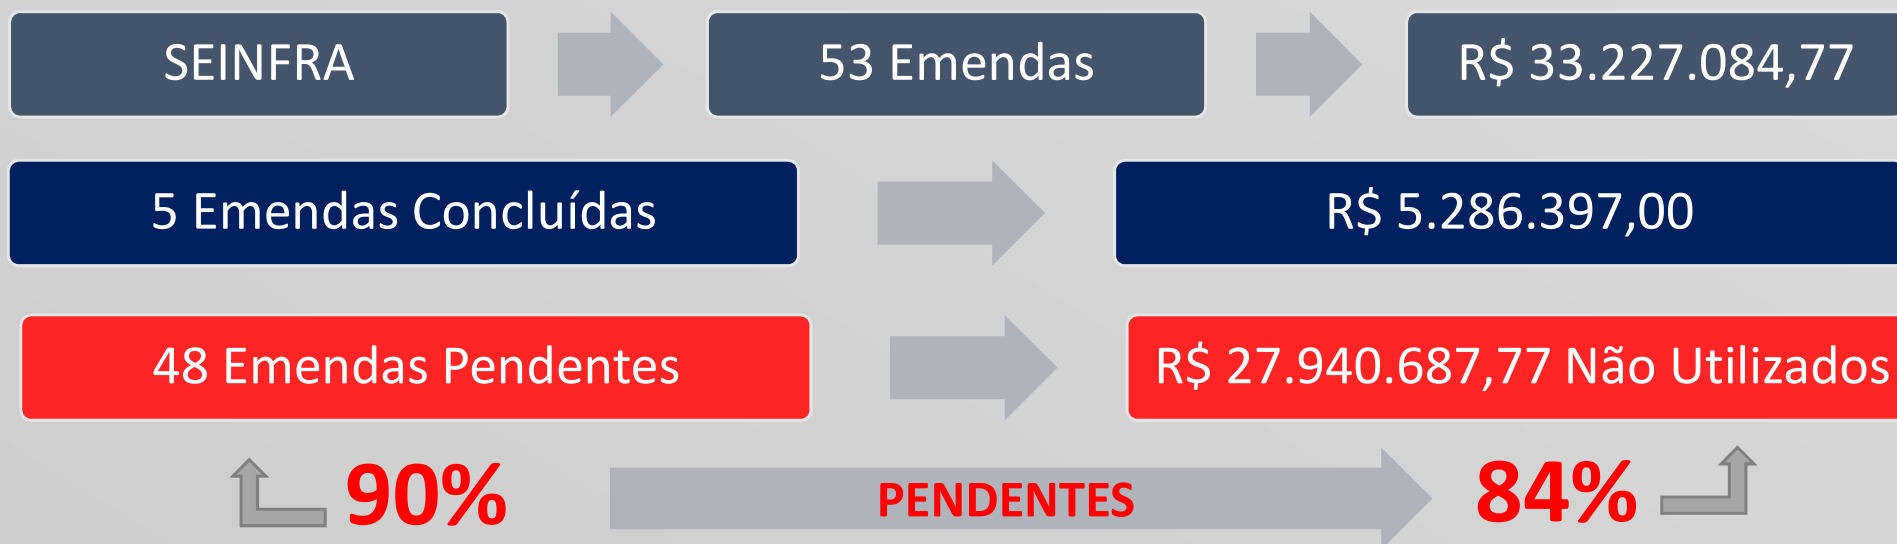 SEINFRA
53 Emendas
R$ 33.227.084,77
5 Emendas Concluídas
R$ 5.286.397,00
48 Emendas Pendentes
R$ 27.940.687,77 Não Utilizados
90%
PENDENTES
84%